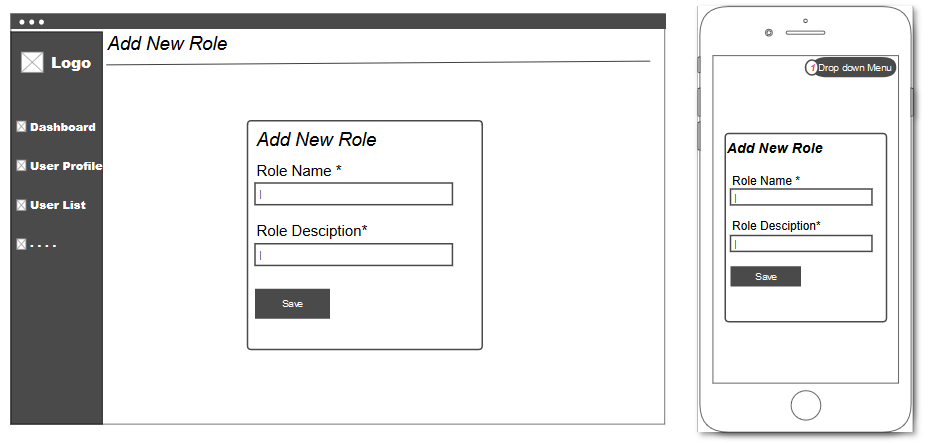 Add New Role
Logo
Dashboard
User Profile
User List
. . . .
Add New Role
Role Name *
Role Desciption*
Save
1 Drop down Menu
Add New Role
Role Name *
Role Desciption*
Save